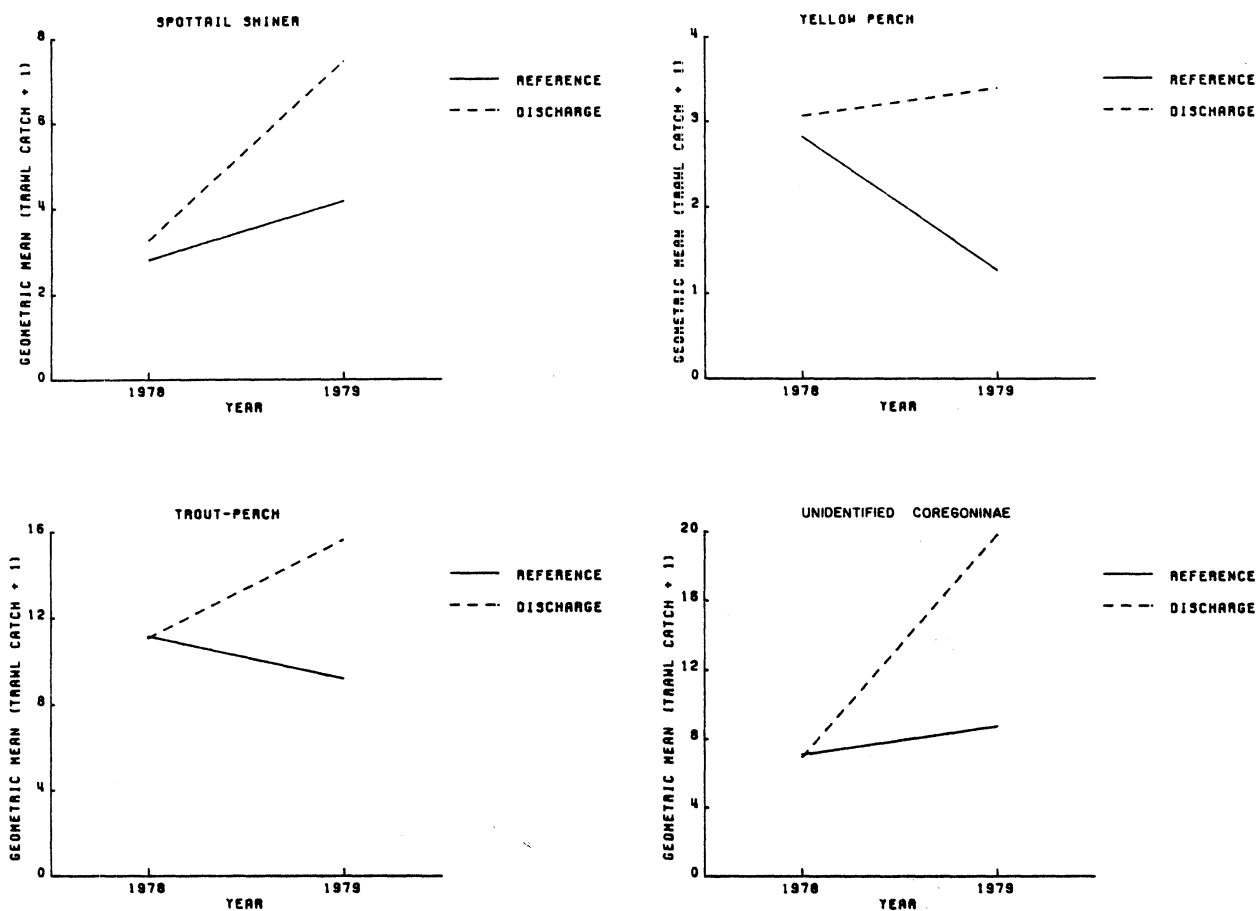 SPOTTAIL SHINER
GEOMETRIC MEAN (TRAWL CATCH + 1)
8
6
4
2
0
1978
1979
YEAR
REFERENCE
DISCHARGE
YELLOW PERCH
GEOMETRIC MEAN (TRAWL CATCH + 1)
4
3
2
1
0
1978
1979
YEAR
REFERENCE
DISCHARGE
TROUT-PERCH
GEOMETRIC MEAN (TRAWL CATCH + 1)
16
12
8
4
0
1978
1979
YEAR
REFERENCE
DISCHARGE
UNIDENTIFIED COREGONINAE
GEOMETRIC MEAN (TRAWL CATCH + 1)
20
16
12
8
4
0
1978
1979
YEAR
REFERENCE
DISCHARGE